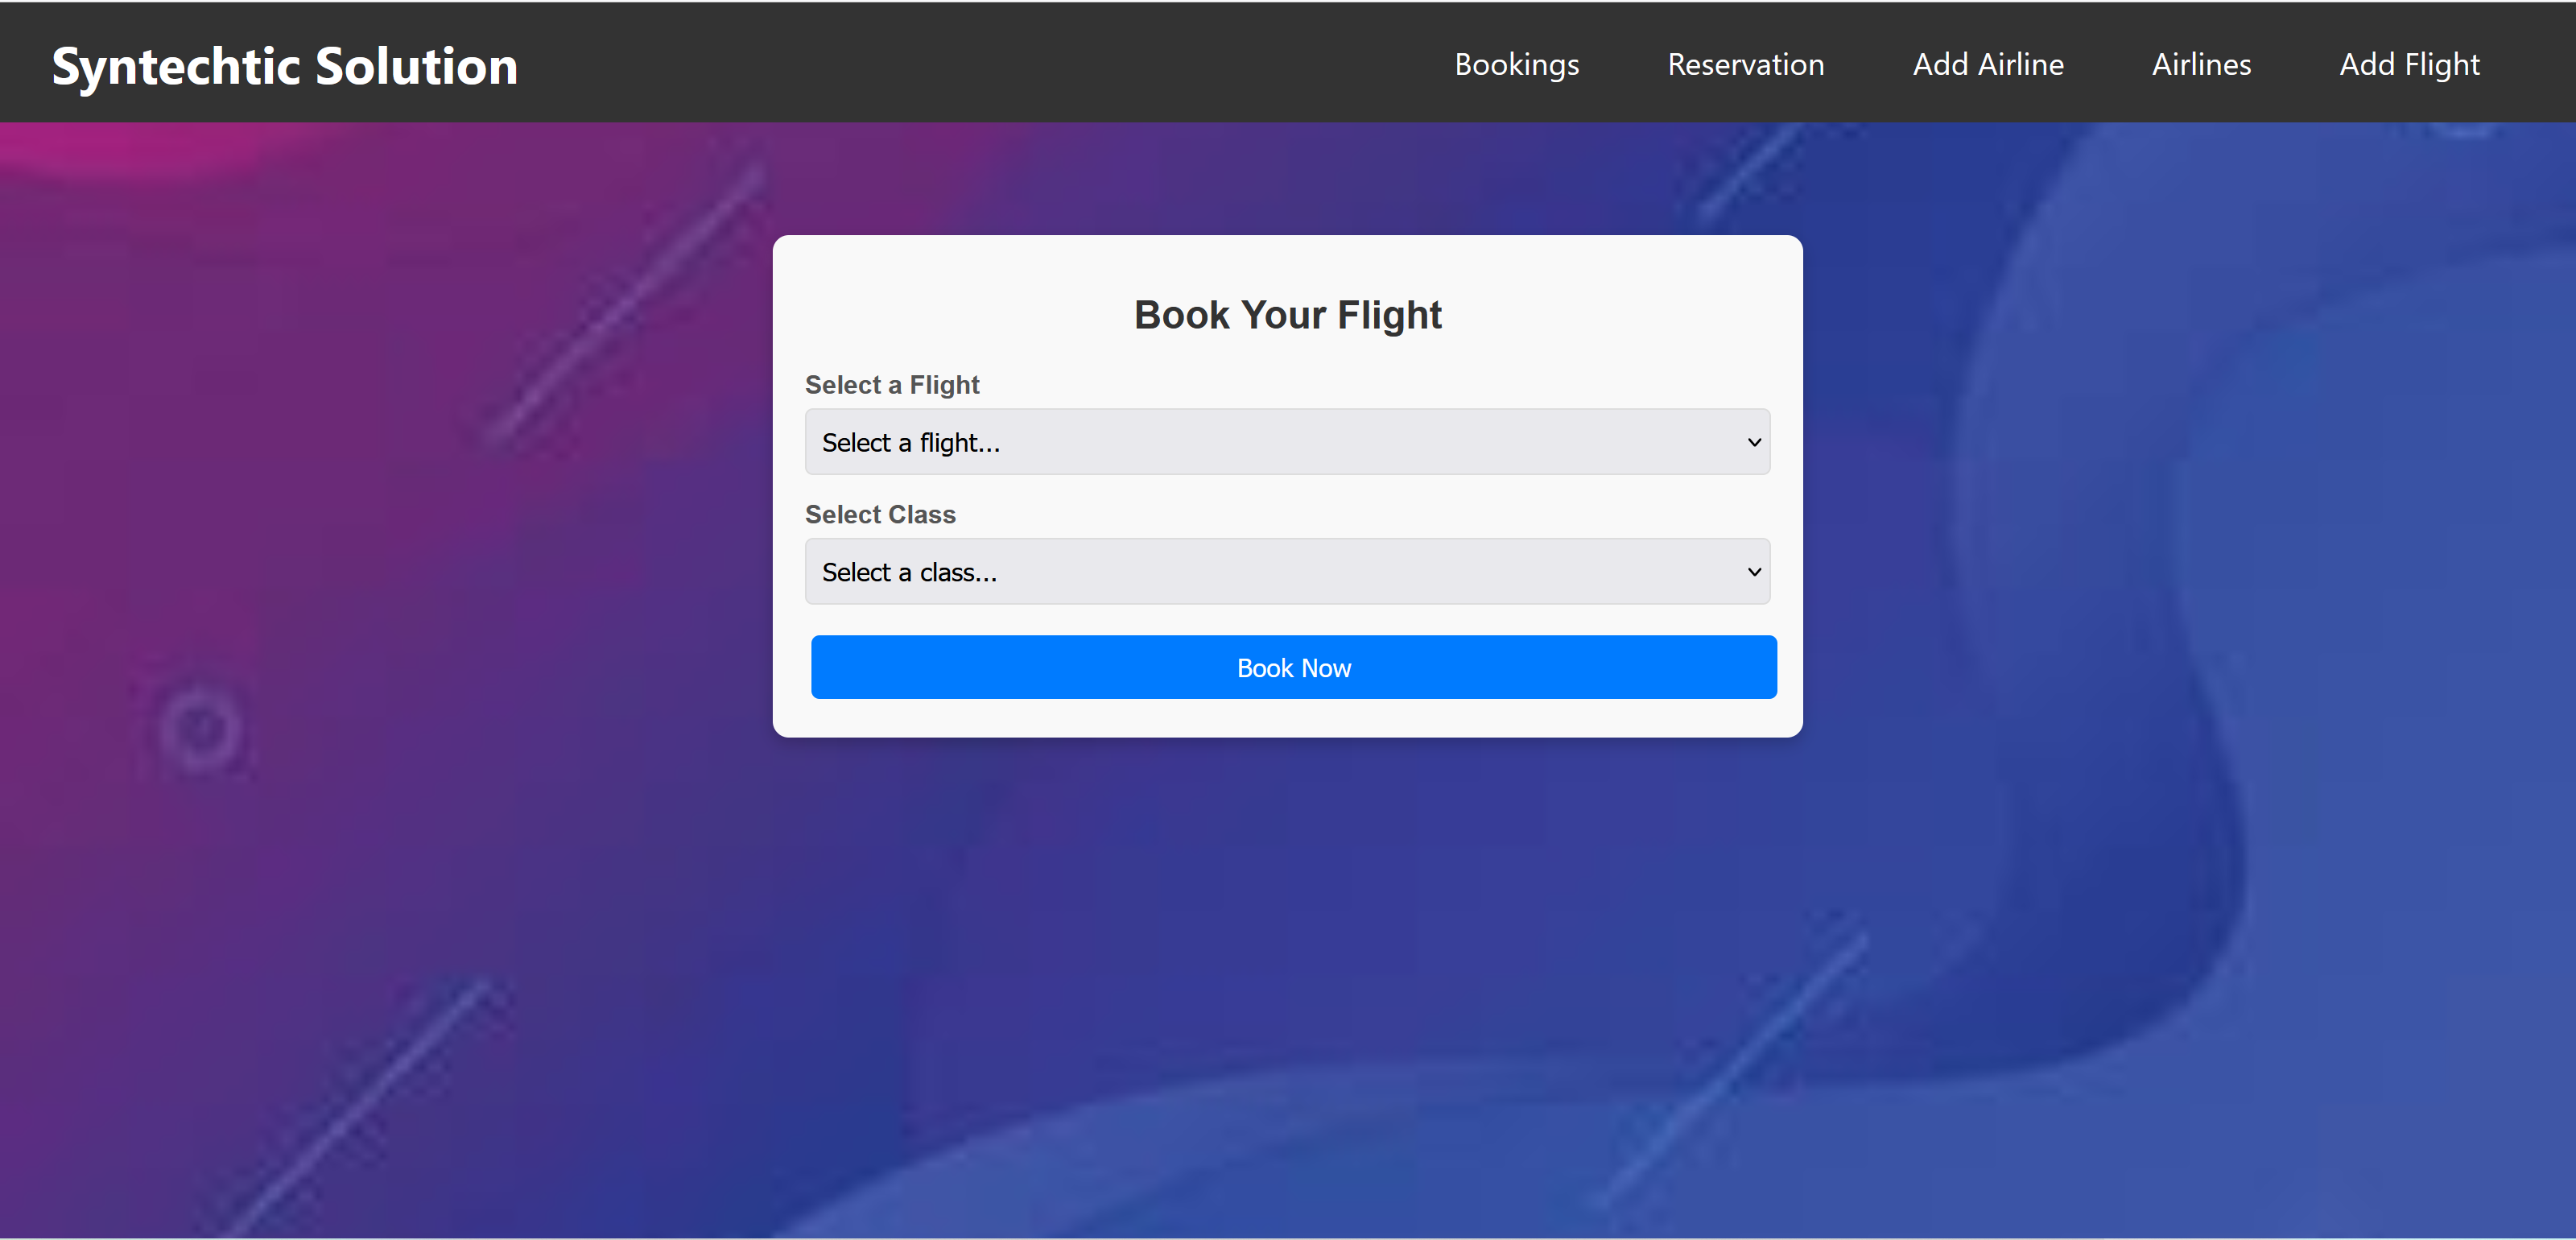 Syntechtic Solution
Bookings Reservation Add Airline Airlines Add Flight
Book Your Flight
Select a Flight
Select a flight...
Select Class
Select a class...
Book Now